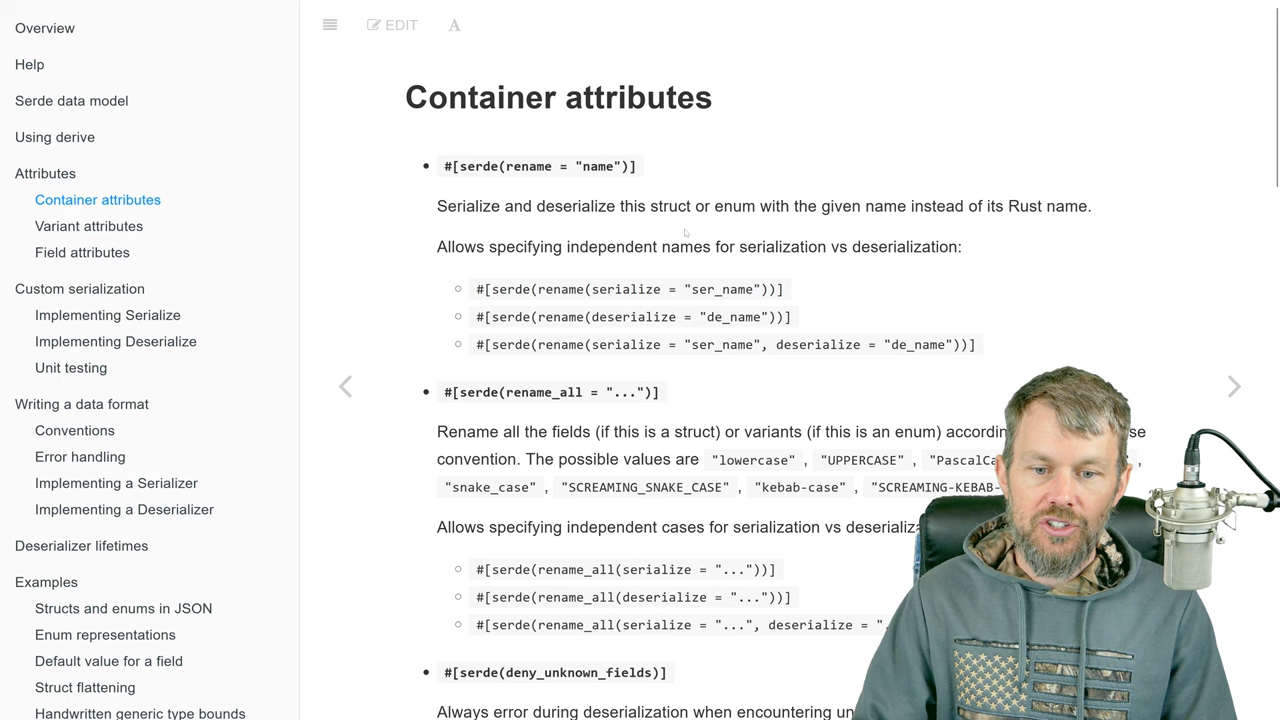 Overview
Help
Serde data model
Using derive
Attributes
Container attributes
Variant attributes
Field attributes
Custom serialization
Implementing Serialize
Implementing Deserialize
Unit testing
Writing a data format
Conventions
Error handling
Implementing a Serializer
Implementing a Deserializer
Deserializer lifetimes
Examples
Structs and enums in JSON
Enum representations
Default value for a field
Struct flattening
Handwritten generic type bounds
EDIT A
Container attributes
#[serde(rename = "name")]
Serialize and deserialize this struct or enum with the given name instead of its Rust name.
Allows specifying independent names for serialization vs deserialization:
#[serde(rename(serialize = "ser_name"))]
#[serde(rename(deserialize = "de_name"))]
#[serde(rename(serialize = "ser_name", deserialize = "de_name"))]
#[serde(rename_all = "...")]
Rename all the fields (if this is a struct) or variants (if this is an enum)
convention. The possible values are "lowercase", "UPPERCASE",
"snake_case", "SCREAMING_SNAKE_CASE", "kebab-case", "SCREAMING-KEBAB-
Allows specifying independent cases for serialization vs
#[serde(rename_all(serialize = "..."))]
#[serde(rename_all(deserialize = "..."))]
#[serde(rename_all(serialize = "...", deserialize = "
#[serde(deny_unknown_fields)]
Always error during deserialization when encountering